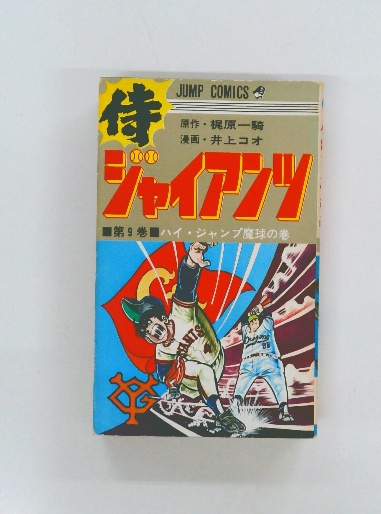 JUMP COMICS
侍
原作・梶原一騎
漫画・井上コオ
ジャイアンツ
■第9巻■ハイ・ジャンプ魔球の巻
GIANTS